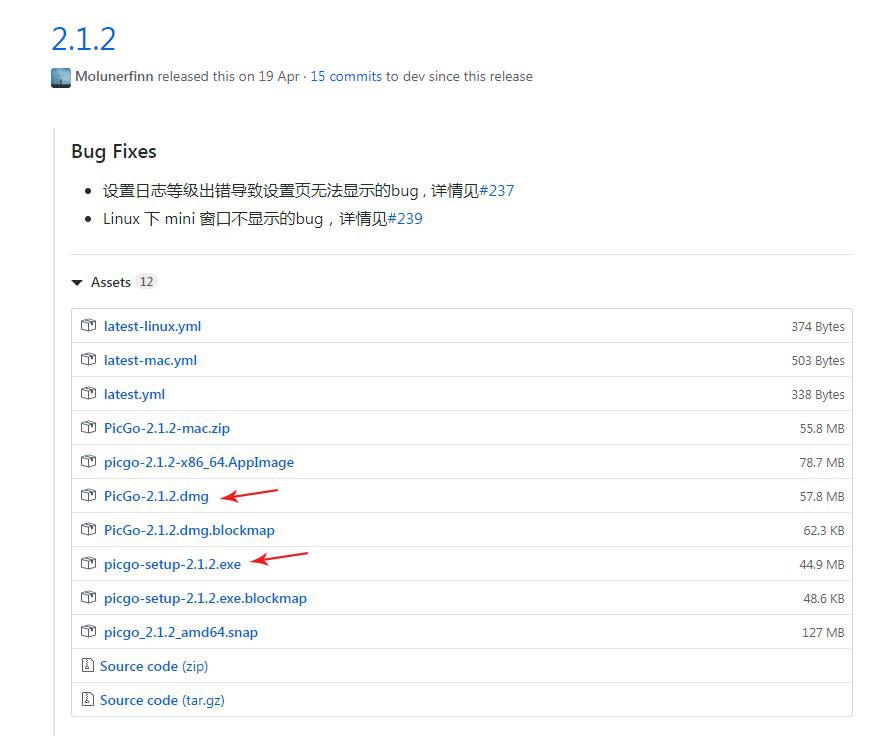 2.1.2
Molunerfinn released this on 19 Apr · 15 commits to dev since this release
Bug Fixes
设置日志等级出错导致设置页无法显示的bug，详情见#237
Linux 下 mini 窗口不显示的bug，详情见#239
Assets 12
latest-linux.yml 374 Bytes
latest-mac.yml 503 Bytes
latest.yml 338 Bytes
PicGo-2.1.2-mac.zip 55.8 MB
picgo-2.1.2-x86_64.AppImage 78.7 MB
PicGo-2.1.2.dmg 57.8 MB
PicGo-2.1.2.dmg.blockmap 62.3 KB
picgo-setup-2.1.2.exe 44.9 MB
picgo-setup-2.1.2.exe.blockmap 48.6 KB
picgo_2.1.2_amd64.snap 127 MB
Source code (zip)
Source code (tar.gz)